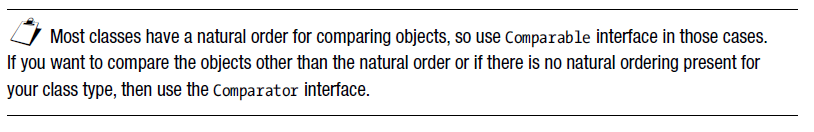 Most classes have a natural order for comparing objects, so use Comparable interface in those cases.
If you want to compare the objects other than the natural order or if there is no natural ordering present for
your class type, then use the Comparator interface.